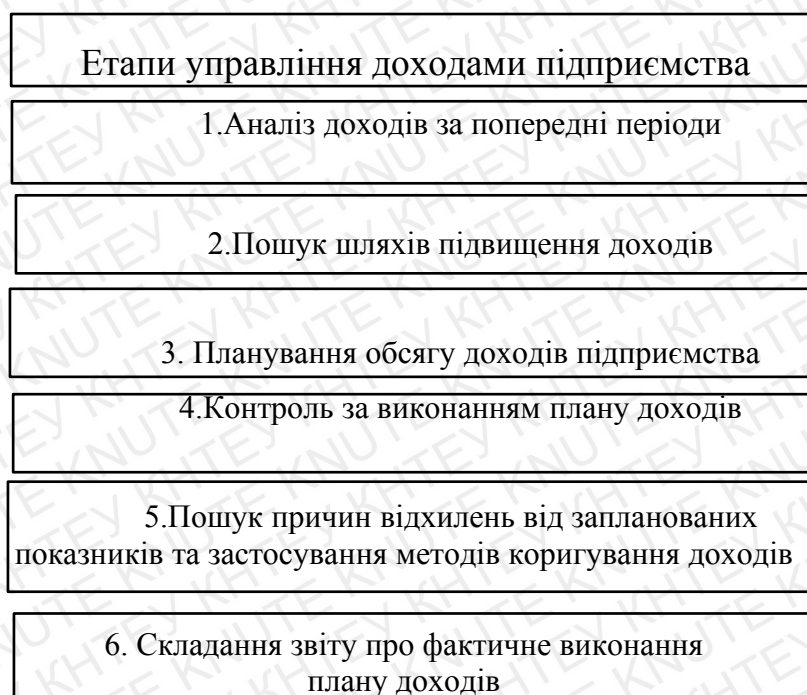 Етапи управління доходами підприємства
1.Аналіз доходів за попередні періоди
2.Пошук шляхів підвищення доходів
3. Планування обсягу доходів підприємства
4.Контроль за виконанням плану доходів
5.Пошук причин відхилень від запланованих
показників та застосування методів коригування доходів
6. Складання звіту про фактичне виконання
плану доходів